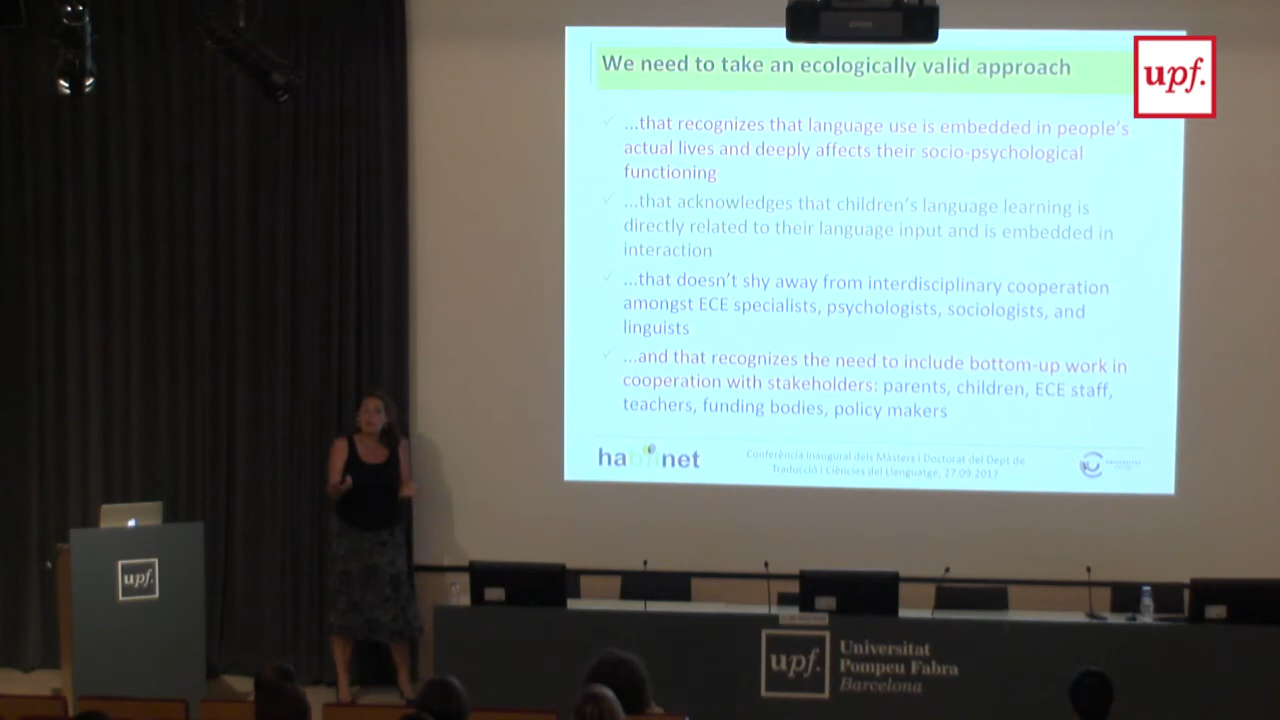 We need to take an ecologically valid approach
upf.
…that recognizes that language use is embedded in people's
actual lives and deeply affects their socio-psychological
functioning
…that acknowledges that children's language learning is
directly related to their language input and is embedded in
interaction
…that doesn't shy away from interdisciplinary cooperation
amongst ECE specialists, psychologists, sociologists, and
linguists
…and that recognizes the need to include bottom-up work in
cooperation with stakeholders: parents, children, ECE staff,
teachers, funding bodies, policy makers
habilnet
Conferència inaugural dels Màsters i Doctorat del Dept de
Traducció i Ciències del Llenguatge, 27.09.2017
upf.
upf.
Universitat
Pompeu Fabra
Barcelona